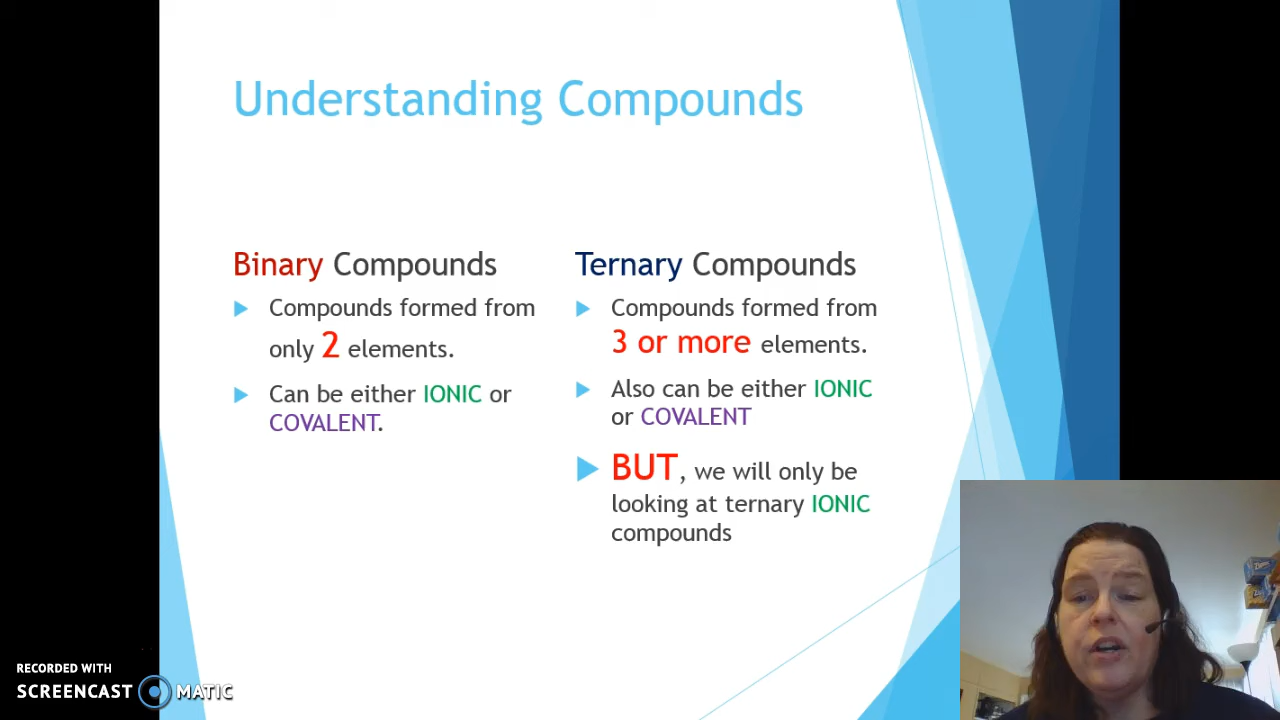 Understanding Compounds
Binary Compounds
Compounds formed from
only 2 elements.
Can be either IONIC or
COVALENT.
Ternary Compounds
Compounds formed from
3 or more elements.
Also can be either IONIC
or COVALENT
BUT, we will only be
looking at ternary IONIC
compounds
RECORDED WITH
SCREENCAST MATIC